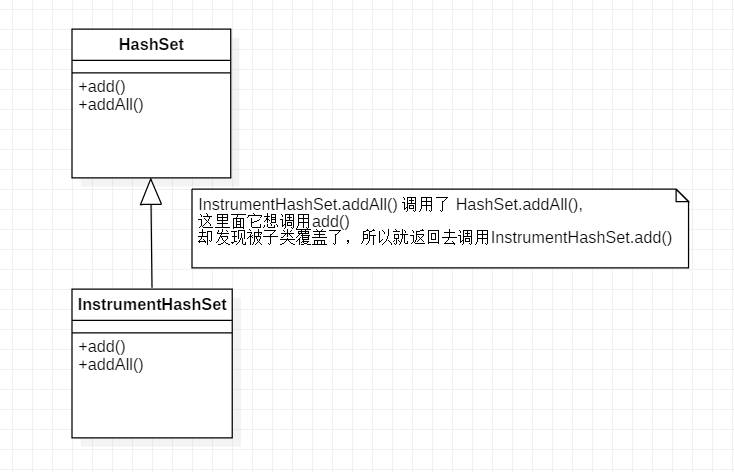 HashSet
+add()
+addAll()
InstrumentHashSet.addAll() 调用了 HashSet.addAll(),
这里面它想调用add()
却发现被子类覆盖了，所以就返回去调用InstrumentHashSet.add()
InstrumentHashSet
+add()
+addAll()